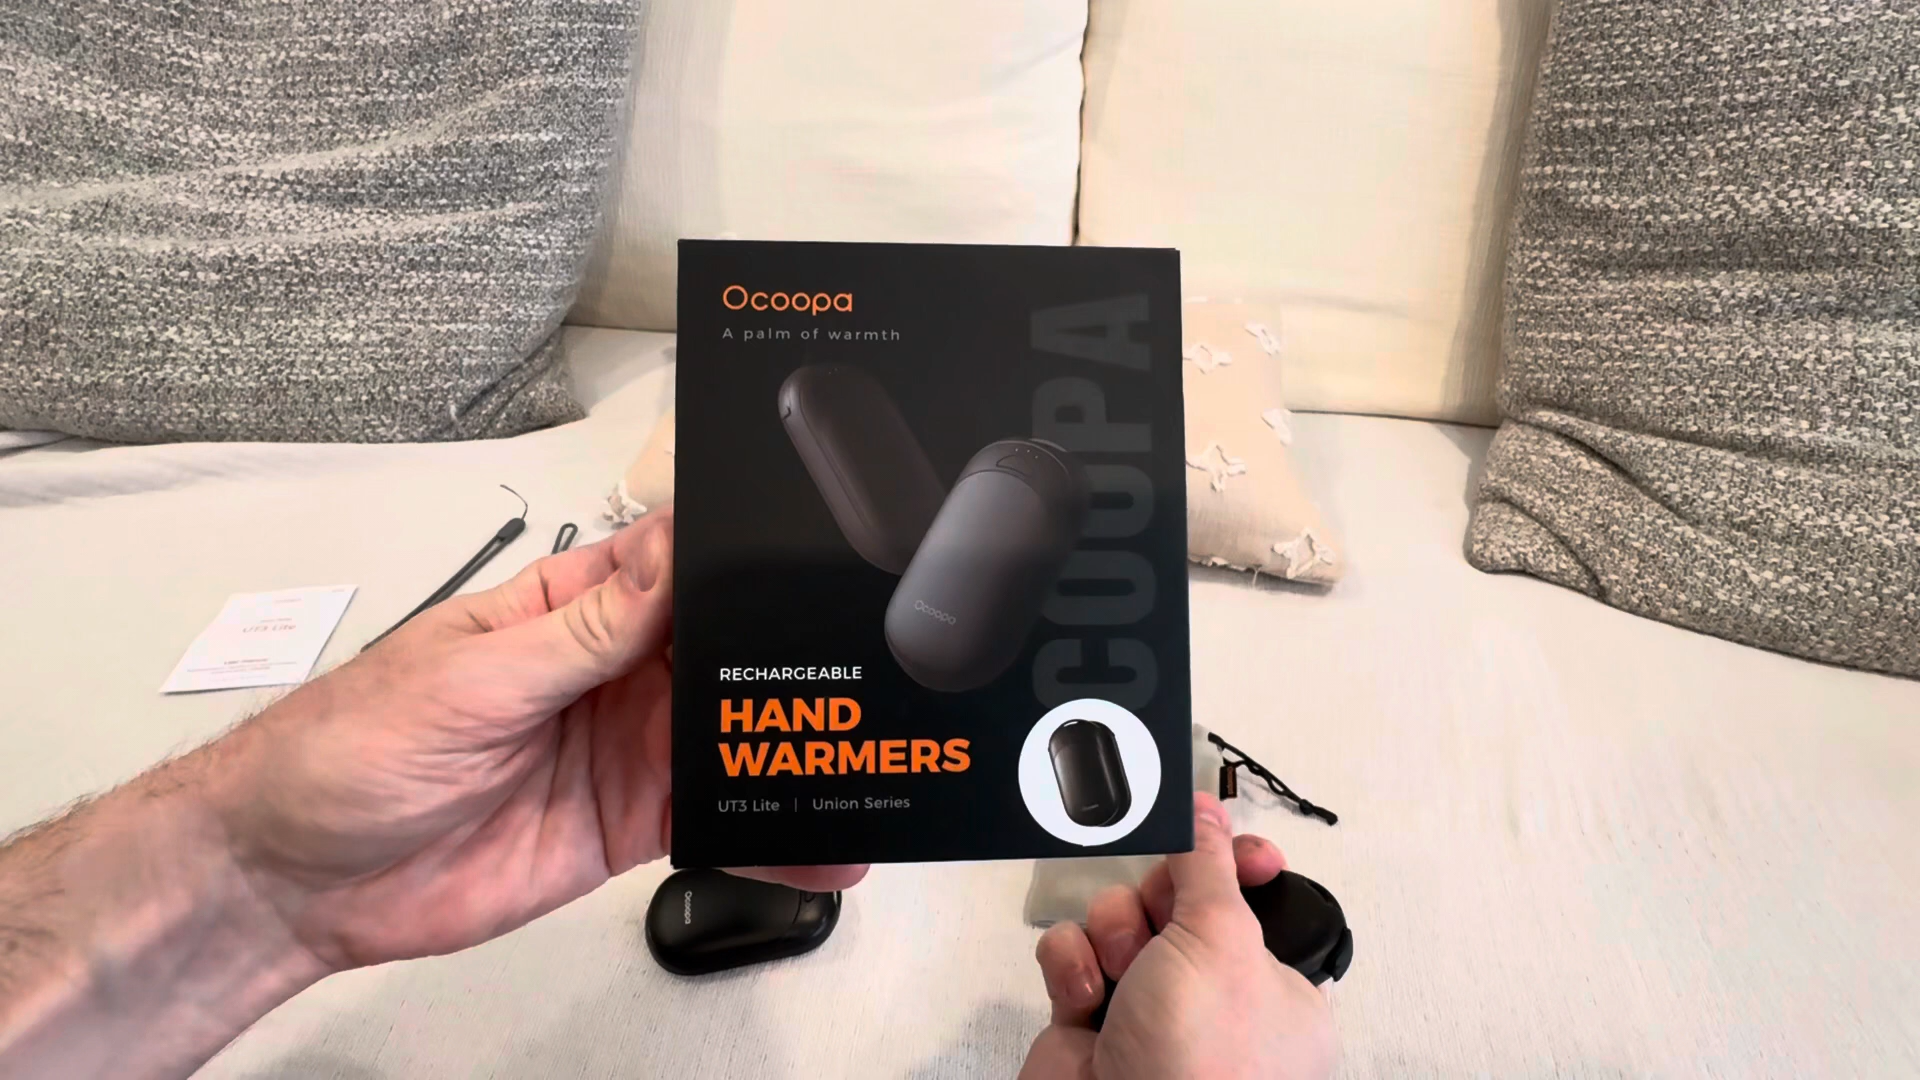 Ocoopa
A palm of warmth
OCOOPA
Ocoopa
RECHARGEABLE
HAND
WARMERS
UT3 Lite | Union Series
UT3 Lite
Ocoopa